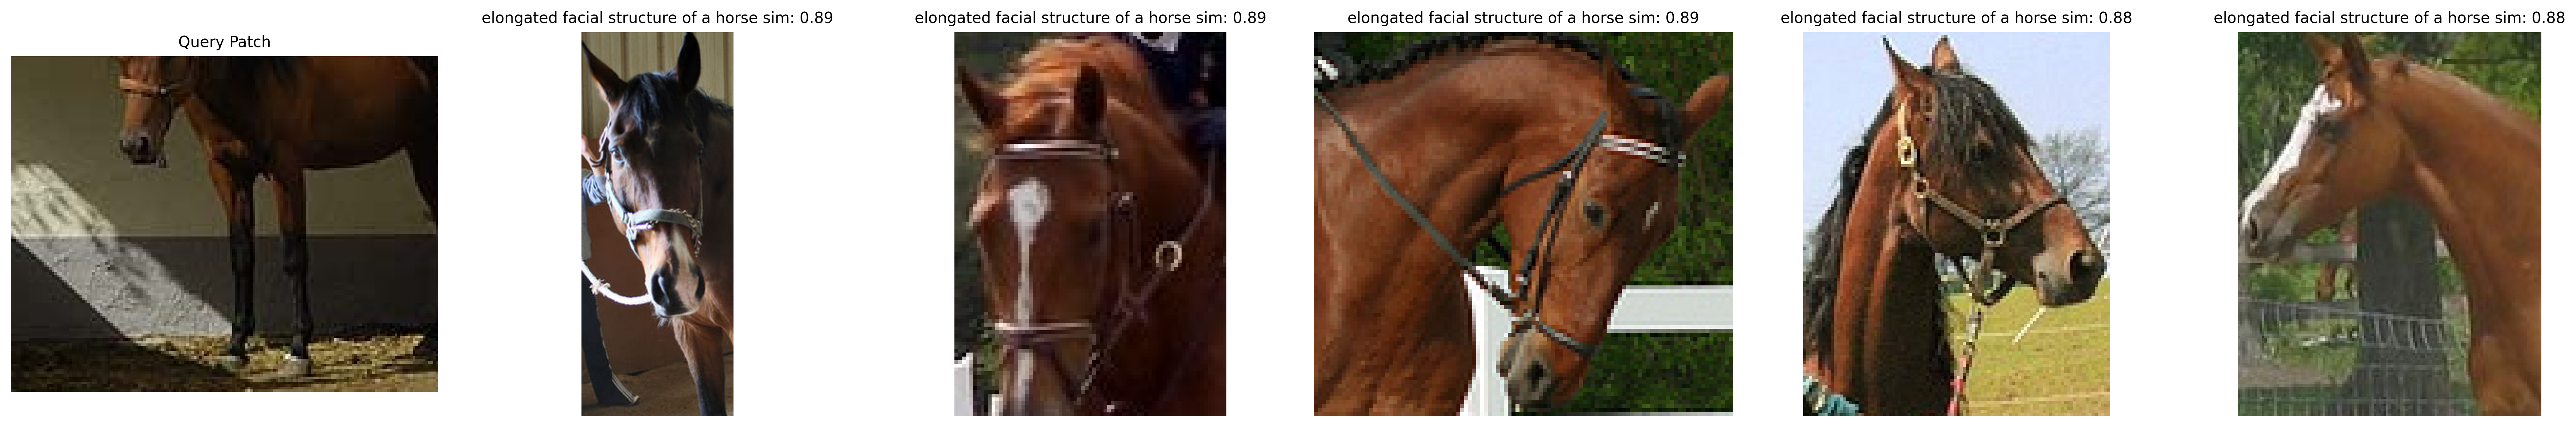 Query Patch
elongated facial structure of a horse sim: 0.89
elongated facial structure of a horse sim: 0.89
elongated facial structure of a horse sim: 0.89
elongated facial structure of a horse sim: 0.88
elongated facial structure of a horse sim: 0.88